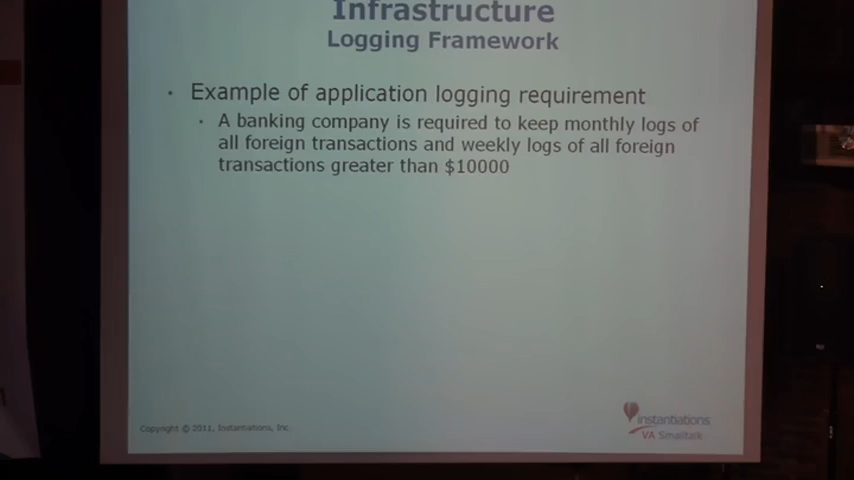 Infrastructure
Logging Framework
• Example of application logging requirement
• A banking company is required to keep monthly logs of
all foreign transactions and weekly logs of all foreign
transactions greater than $10000
Copyright © 2011, Instantiations, Inc.
instantiations
VA Smalltalk